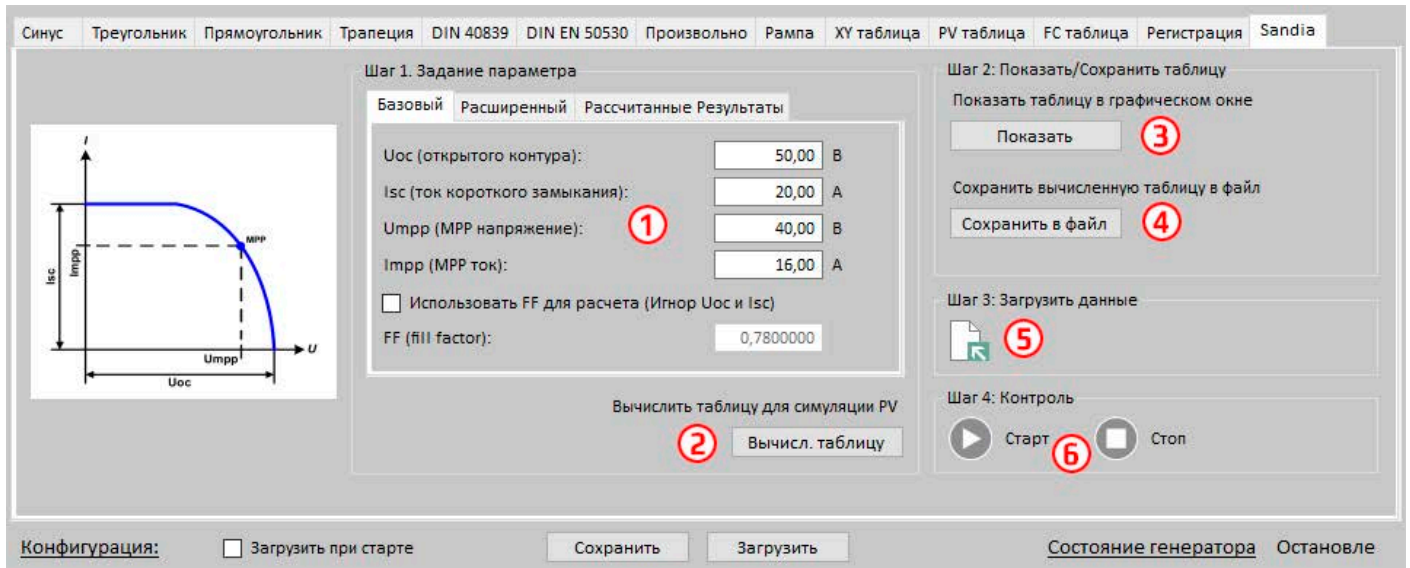 Синус Треугольник Прямоугольник Трапеция DIN 40839 DIN EN 50530 Произвольно Рампа XY таблица PV таблица FC таблица Регистрация Sandia
Шаг 1. Задание параметра
Базовый Расширенный Рассчитанные Результаты
I
MPP
Isc
Impp
Umpp
U
Uoc
Uoc (открытого контура): 50,00 В
Isc (ток короткого замыкания): 20,00 А
Umpp (MPP напряжение): 40,00 В
Impp (MPP ток): 16,00 А
1
Использовать FF для расчета (Игнор Uoc и Isc)
FF (fill factor): 0,7800000
Вычислить таблицу для симуляции PV
2 Вычисл. таблицу
Шаг 2: Показать/Сохранить таблицу
Показать таблицу в графическом окне
Показать 3
Сохранить вычисленную таблицу в файл
Сохранить в файл 4
Шаг 3: Загрузить данные
5
Шаг 4: Контроль
Старт 6 Стоп
Конфигурация: Загрузить при старте Сохранить Загрузить Состояние генератора Остановле